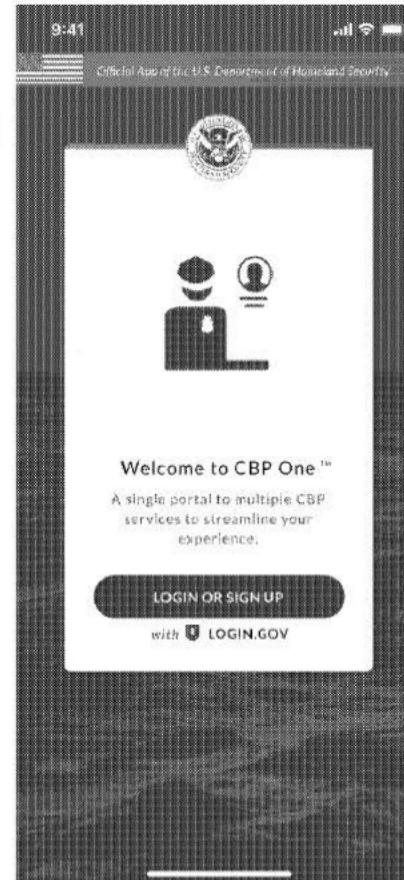 9:41
Official App of the U.S. Department of Homeland Security
Welcome to CBP One™
A single portal to multiple CBP
services to streamline your
experience.
LOGIN OR SIGN UP
with LOGIN.GOV